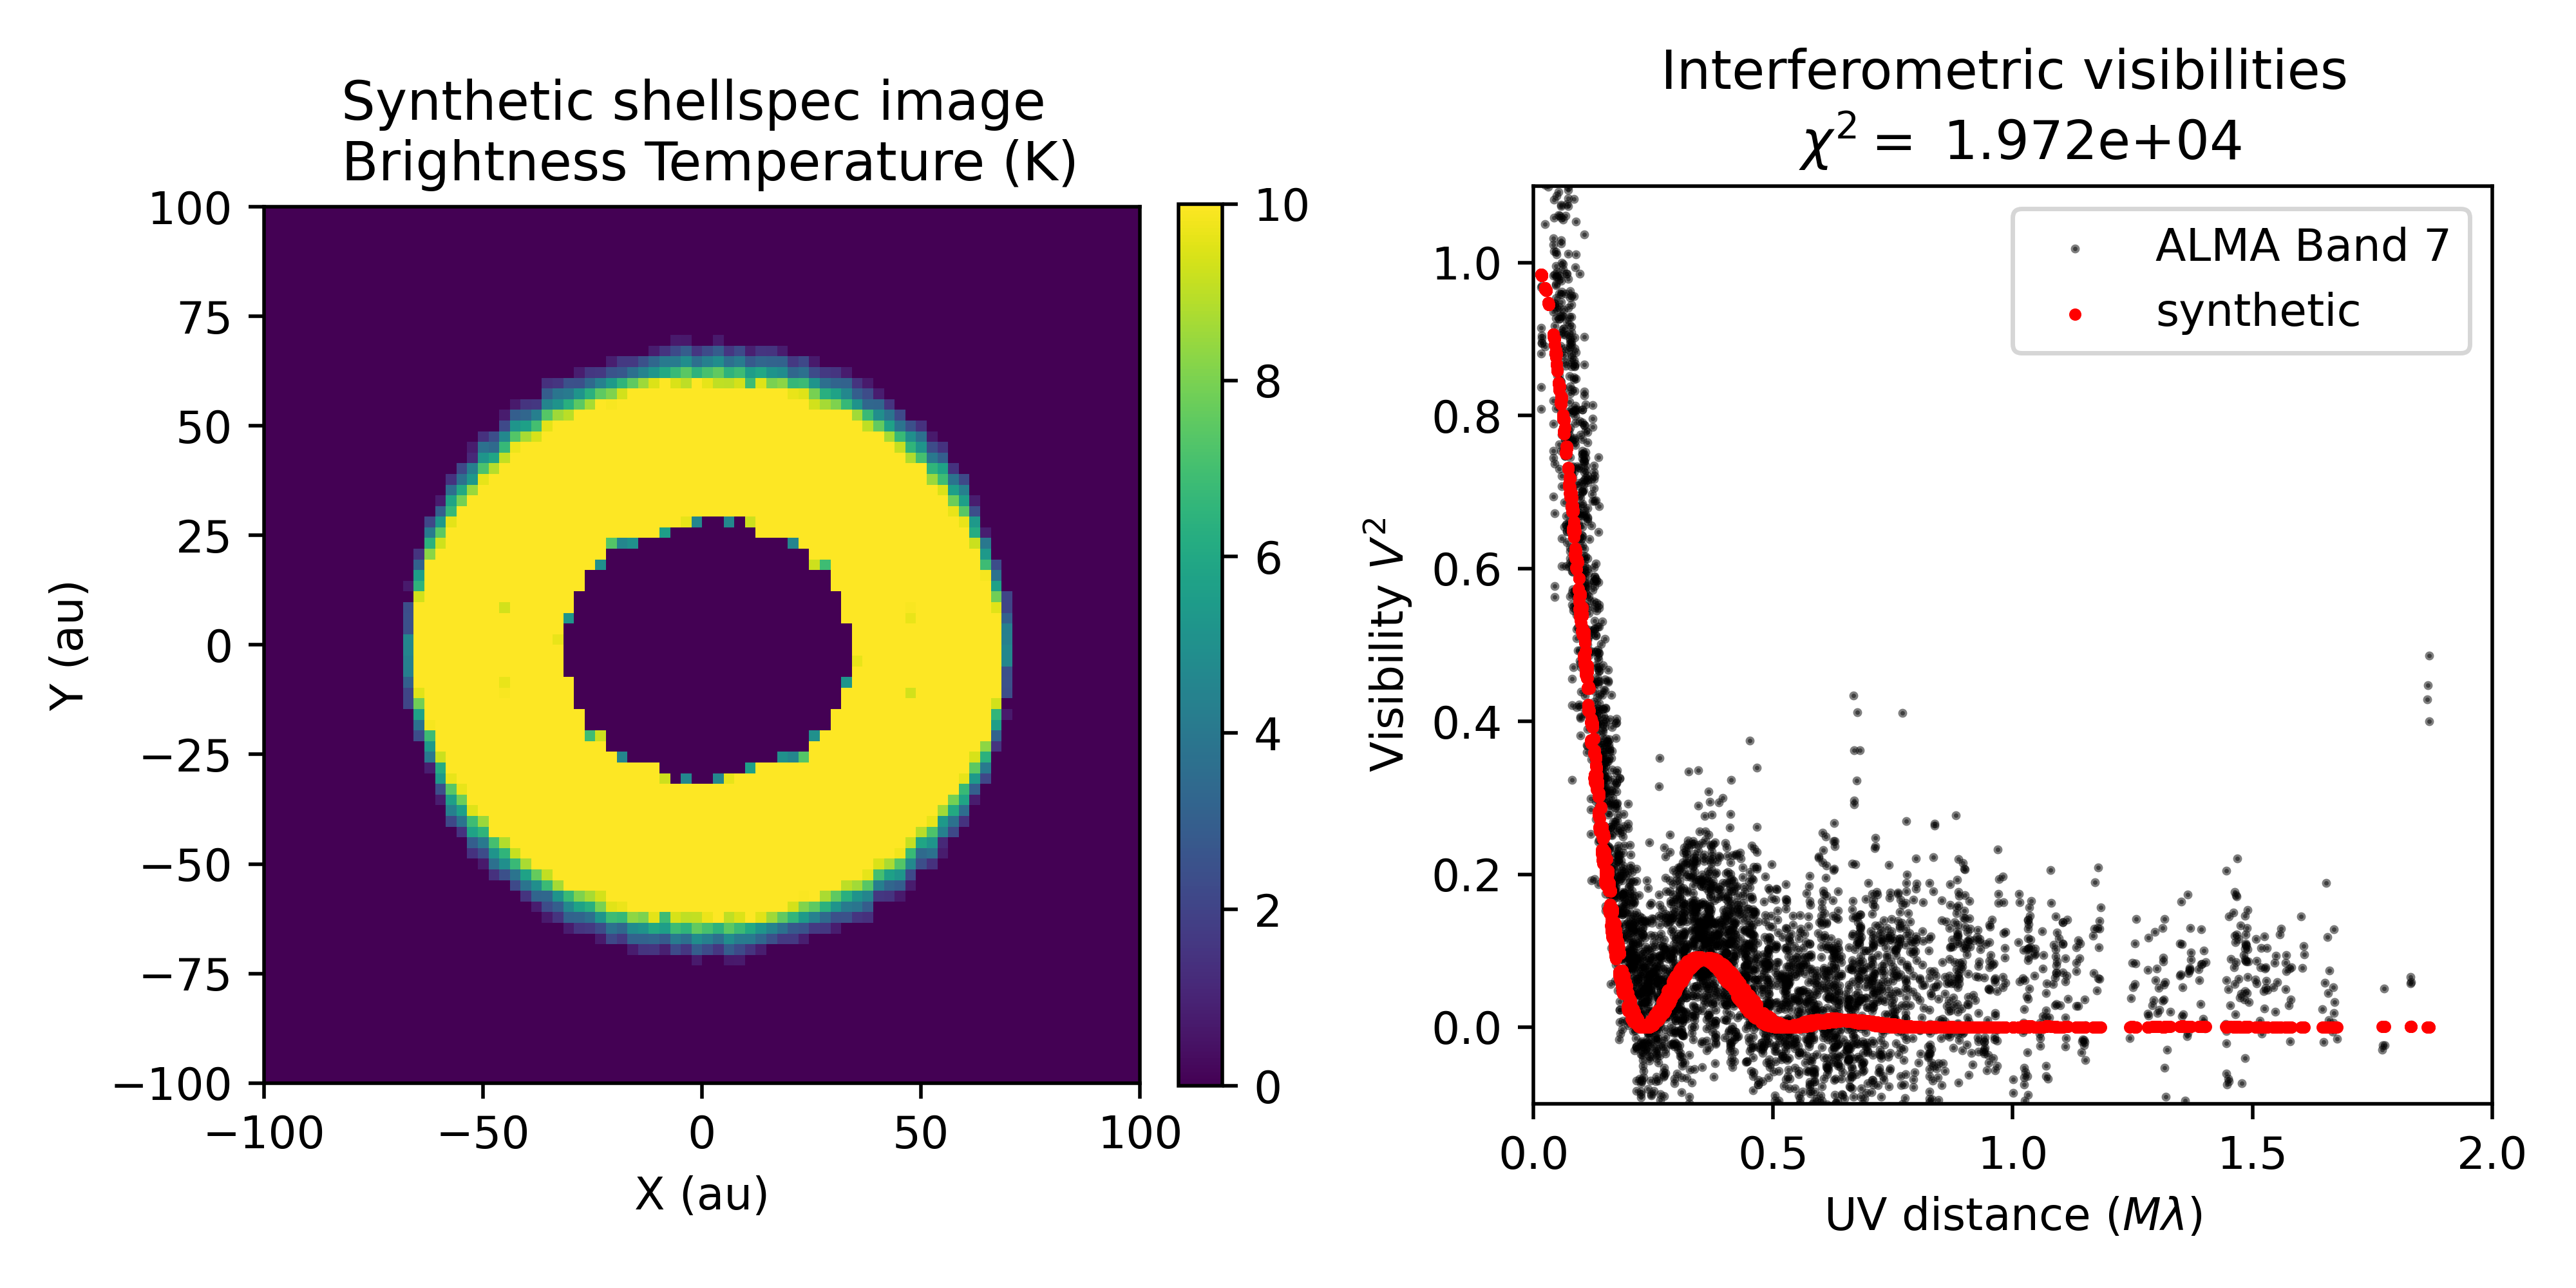 Synthetic shellspec image
Brightness Temperature (K)
100
75
50
25
0
−25
−50
−75
−100
Y (au)
−100 −50 0 50 100
X (au)
10
8
6
4
2
0
Interferometric visibilities
χ² = 1.972e+04
ALMA Band 7
synthetic
1.0
0.8
0.6
0.4
0.2
0.0
Visibility V²
0.0 0.5 1.0 1.5 2.0
UV distance (Mλ)